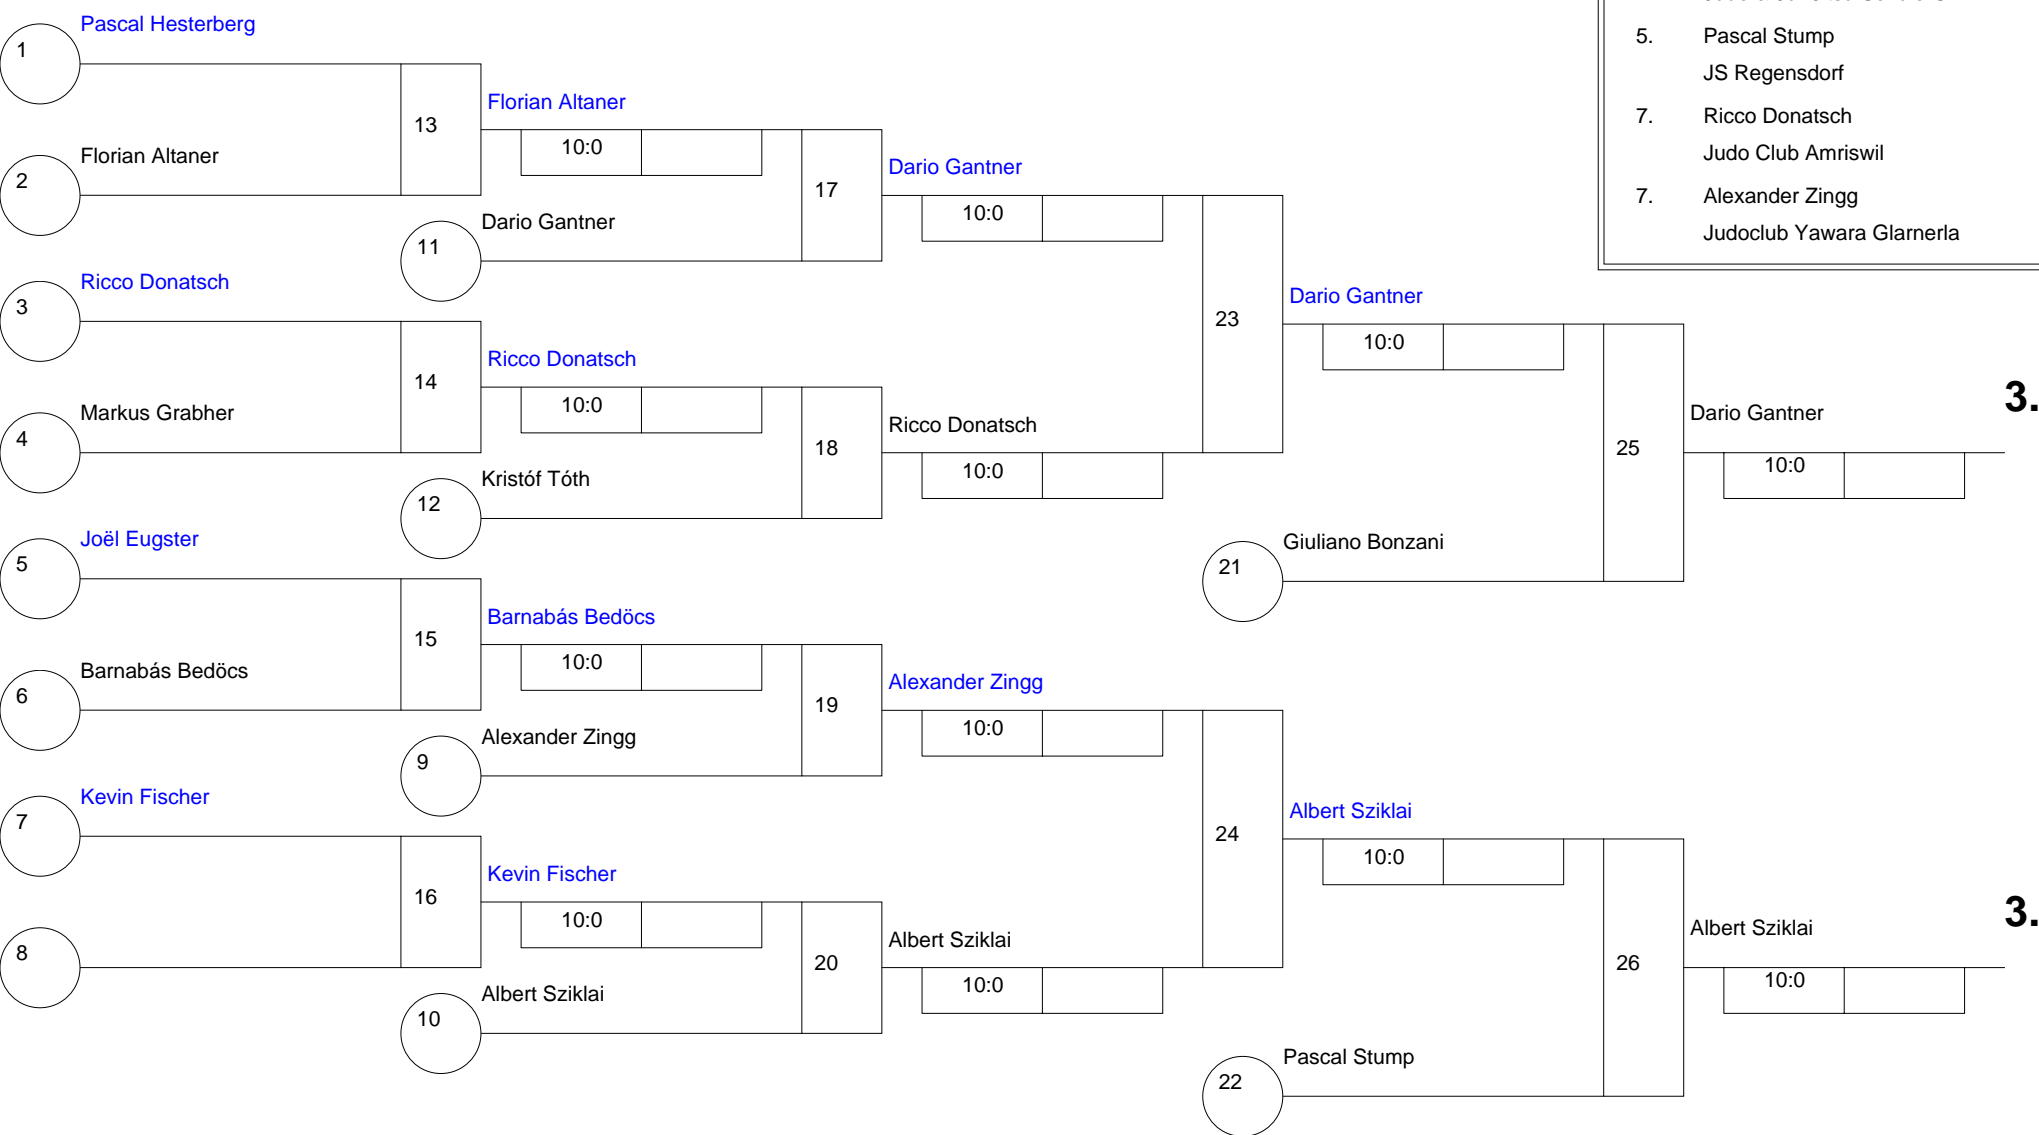 Pascal Hesterberg
1
Florian Altaner
2
Ricco Donatsch
3
Markus Grabher
4
Joël Eugster
5
Barnabás Bedöcs
6
Kevin Fischer
7
8
13
Florian Altaner
10:0
Dario Gantner
11
14
Ricco Donatsch
10:0
Kristóf Tóth
12
15
Barnabás Bedöcs
10:0
Alexander Zingg
9
16
Kevin Fischer
10:0
Albert Sziklai
10
17
Dario Gantner
10:0
18
Ricco Donatsch
10:0
19
Alexander Zingg
10:0
20
Albert Sziklai
10:0
23
Dario Gantner
10:0
Giuliano Bonzani
21
24
Albert Sziklai
10:0
Pascal Stump
22
25
Dario Gantner
10:0
3.
26
Albert Sziklai
10:0
3.
5. Pascal Stump
JS Regensdorf
7. Ricco Donatsch
Judo Club Amriswil
7. Alexander Zingg
Judoclub Yawara Glarnerla